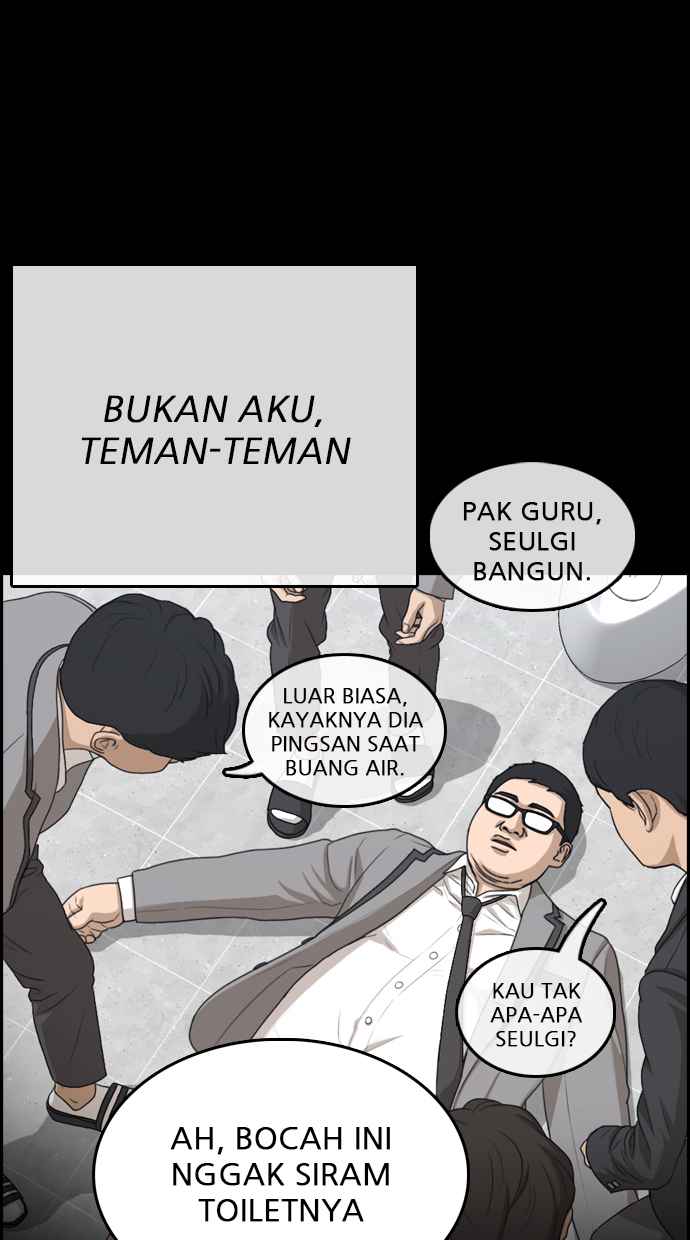 BUKAN AKU,
TEMAN-TEMAN
PAK GURU,
SEULGI
BANGUN.
LUAR BIASA,
KAYAKNYA DIA
PINGSAN SAAT
BUANG AIR.
KAU TAK
APA-APA
SEULGI?
AH, BOCAH INI
NGGAK SIRAM
TOILETNYA